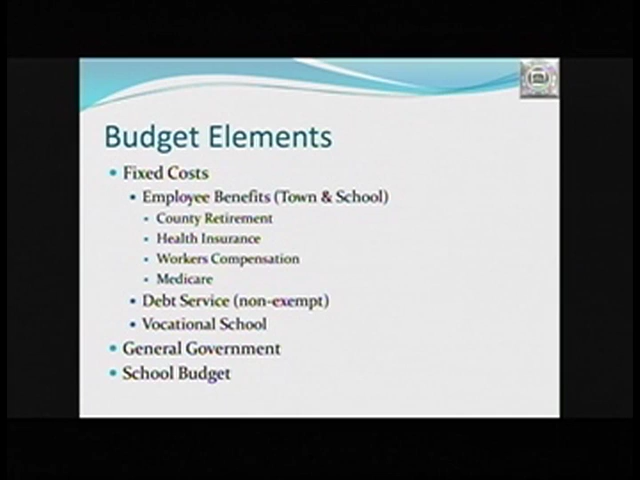 Budget Elements
• Fixed Costs
• Employee Benefits (Town & School)
• County Retirement
• Health Insurance
• Workers Compensation
• Medicare
• Debt Service (non-exempt)
• Vocational School
• General Government
• School Budget